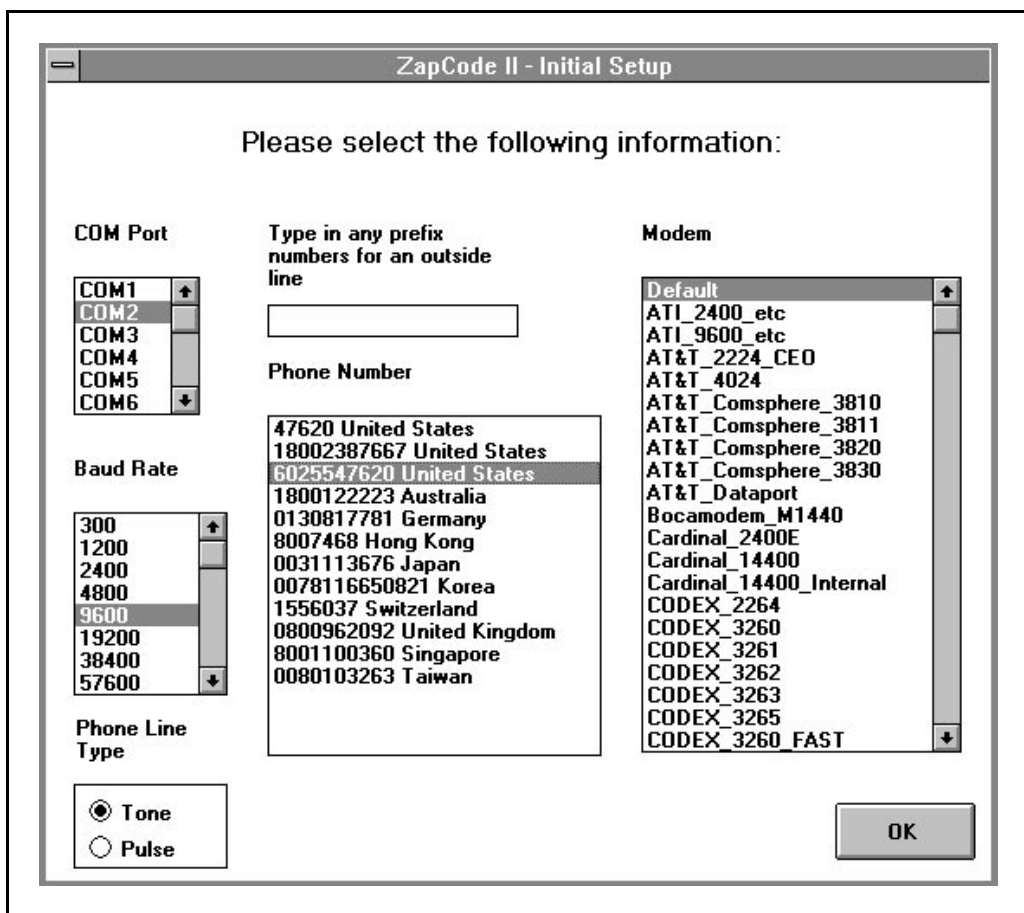 ZapCode II - Initial Setup
Please select the following information:
COM Port
COM1
COM2
COM3
COM4
COM5
COM6
Baud Rate
300
1200
2400
4800
9600
19200
38400
57600
Phone Line
Type
Tone
Pulse
Type in any prefix
numbers for an outside
line
Phone Number
47620 United States
18002387667 United States
6025547620 United States
1800122223 Australia
0130817781 Germany
8007468 Hong Kong
0031113676 Japan
0078116650821 Korea
1556037 Switzerland
0800962092 United Kingdom
8001100360 Singapore
0080103263 Taiwan
Modem
Default
ATI_2400_etc
ATI_9600_etc
AT&T_2224_CEO
AT&T_4024
AT&T_Comsphere_3810
AT&T_Comsphere_3811
AT&T_Comsphere_3820
AT&T_Comsphere_3830
AT&T_Dataport
Bocamodem_M1440
Cardinal_2400E
Cardinal_14400
Cardinal_14400_Internal
CODEX_2264
CODEX_3260
CODEX_3261
CODEX_3262
CODEX_3263
CODEX_3265
CODEX_3260_FAST
OK